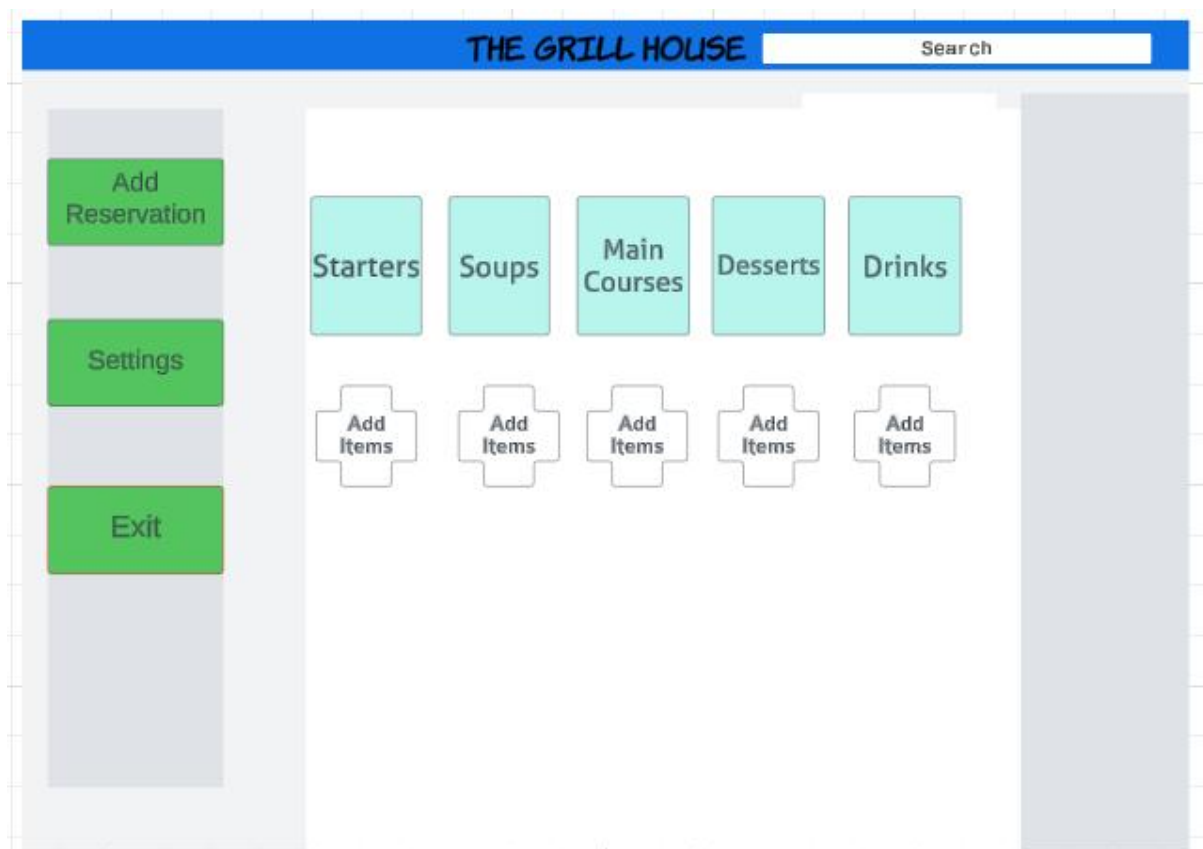 THE GRILL HOUSE
Search
Add
Reservation
Settings
Exit
Starters
Soups
Main
Courses
Desserts
Drinks
Add
Items
Add
Items
Add
Items
Add
Items
Add
Items